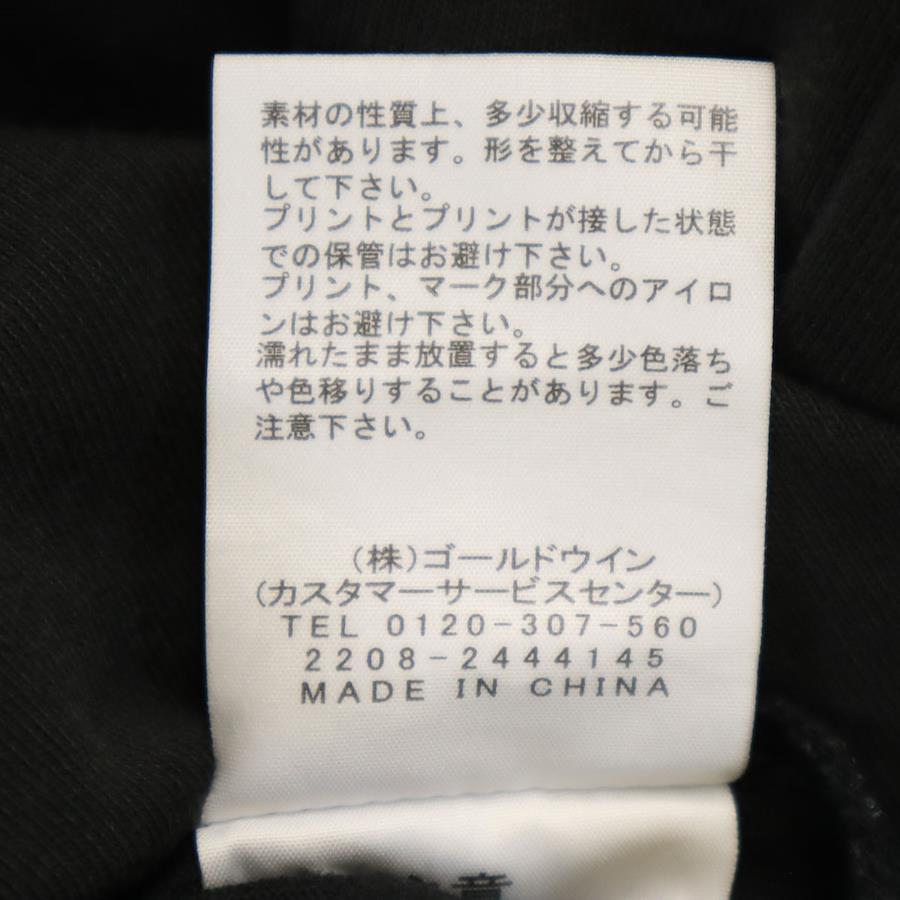 素材の性質上、多少収縮する可能
性があります。形を整えてから干
して下さい。
プリントとプリントが接した状態
での保管はお避け下さい。
プリント、マーク部分へのアイロ
ンはお避け下さい。
濡れたまま放置すると多少色落ち
や色移りすることがあります。ご
注意下さい。
(株)ゴールドウイン
(カスタマーサービスセンター)
TEL 0120-307-560
2208-2444145
MADE IN CHINA